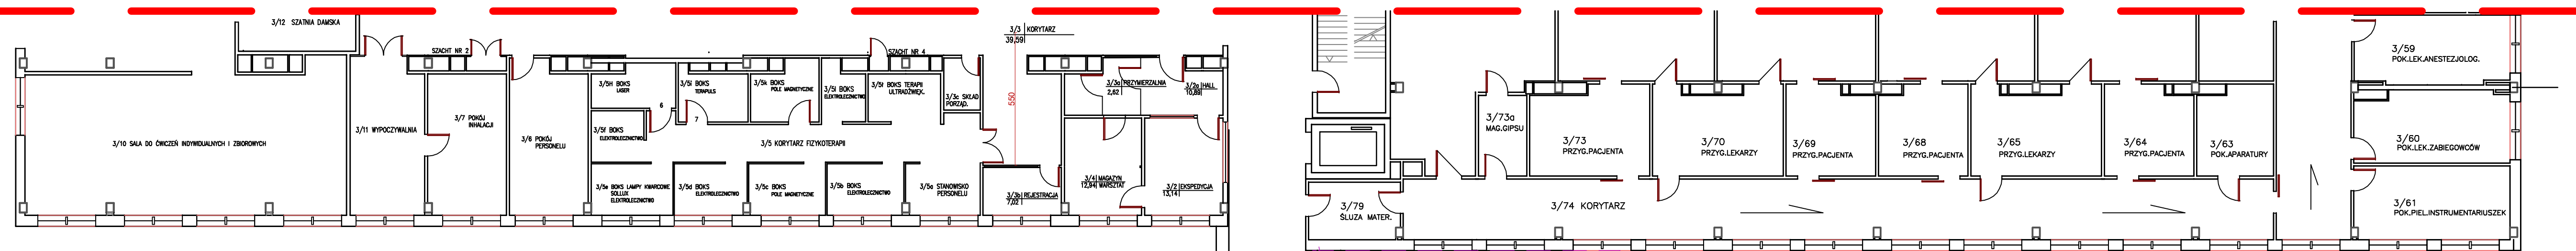 3/12 SZATNIA DAMSKA
SZACHT NR 2
SZACHT NR 4
3/3 KORYTARZ
39,59
3/10 SALA DO ĆWICZEŃ INDYWIDUALNYCH I ZBIOROWYCH
3/11 WYPOCZYWALNIA
3/7 POKÓJ
INHALACJI
3/6 POKÓJ
PERSONELU
3/5H BOKS
LASER
3/5i BOKS
TERAPULS
3/5k BOKS
POLE MAGNETYCZNE
3/5l BOKS
ELEKTROLECZNICTWO
3/5ł BOKS TERAPII
ULTRADŹWIĘK.
3/3c SKŁAD
PORZĄD.
550
3/3a PRZYMIERZALNIA
2,62
3/2a HALL
10,89
6
7
3/5f BOKS
ELEKTROLECZNICTWO
3/5 KORYTARZ FIZYKOTERAPII
3/5e BOKS LAMPY KWARCOWE
SOLLUX
ELEKTROLECZNICTWO
3/5d BOKS
ELEKTROLECZNICTWO
3/5c BOKS
POLE MAGNETYCZNE
3/5b BOKS
ELEKTROLECZNICTWO
3/5a STANOWISKO
PERSONELU
3/3b REJESTRACJA
7,02
3/4 MAGAZYN
12,94 WARSZTAT
3/2 EKSPEDYCJA
13,14
3/73a
MAG.GIPSU
3/73
PRZYG.PACJENTA
3/70
PRZYG.LEKARZY
3/69
PRZYG.PACJENTA
3/68
PRZYG.PACJENTA
3/65
PRZYG.LEKARZY
3/64
PRZYG.PACJENTA
3/63
POK.APARATURY
3/59
POK.LEK.ANESTEZJOLOG.
3/60
POK.LEK.ZABIEGOWCÓW
3/61
POK.PIEL.INSTRUMENTARIUSZEK
3/79
ŚLUZA MATER.
3/74 KORYTARZ